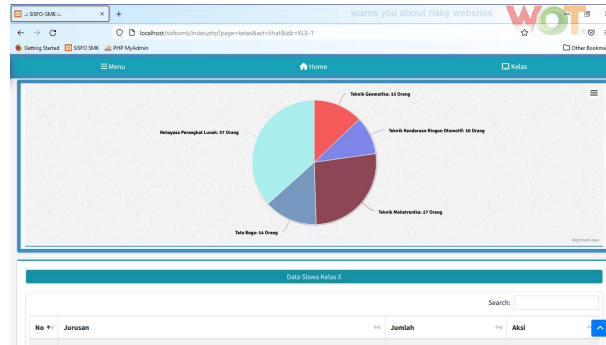 .:: SISFO-SMK ::.
warns you about risky websites WOT
localhost/sisfosmk/index.php?page=kelas&act=lihat&idk=KLS-1
Getting Started SISFO SMK PHP MyAdmin Other Bookma
Menu Home Kelas
Teknik Geomatika: 13 Orang
Rekayasa Perangkat Lunak: 37 Orang
Teknik Kendaraan Ringan Otomotif: 10 Orang
Teknik Mekatronika: 27 Orang
Tata Boga: 14 Orang
Highcharts.com
Data Siswa Kelas X
Search:
No Jurusan Jumlah Aksi